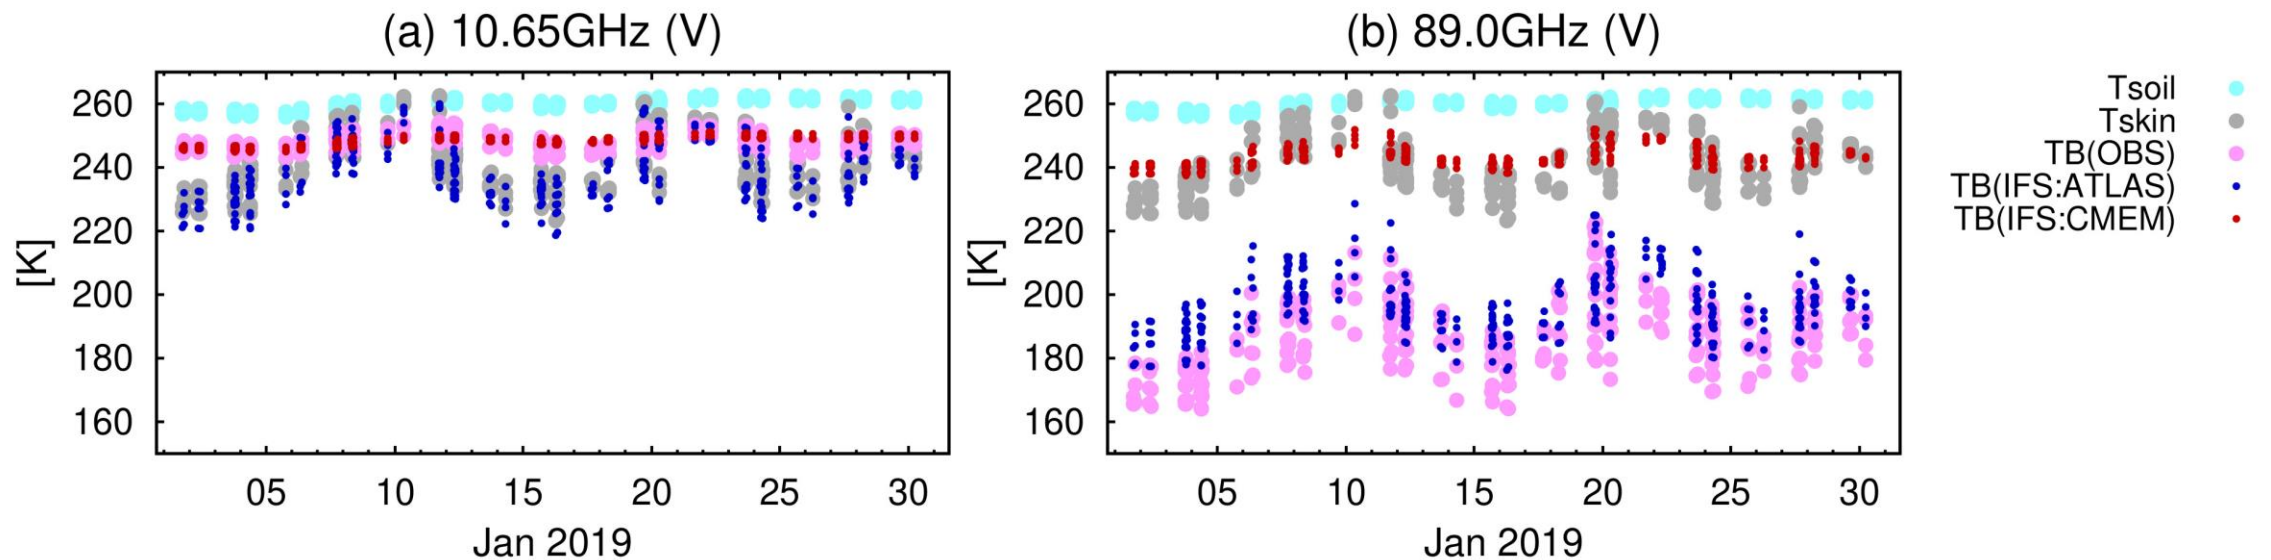 (a) 10.65GHz (V)
260
240
220
200
180
160
[K]
05 10 15 20 25 30
Jan 2019
(b) 89.0GHz (V)
260
240
220
200
180
160
[K]
05 10 15 20 25 30
Jan 2019
Tsoil
Tskin
TB(OBS)
TB(IFS:ATLAS)
TB(IFS:CMEM)